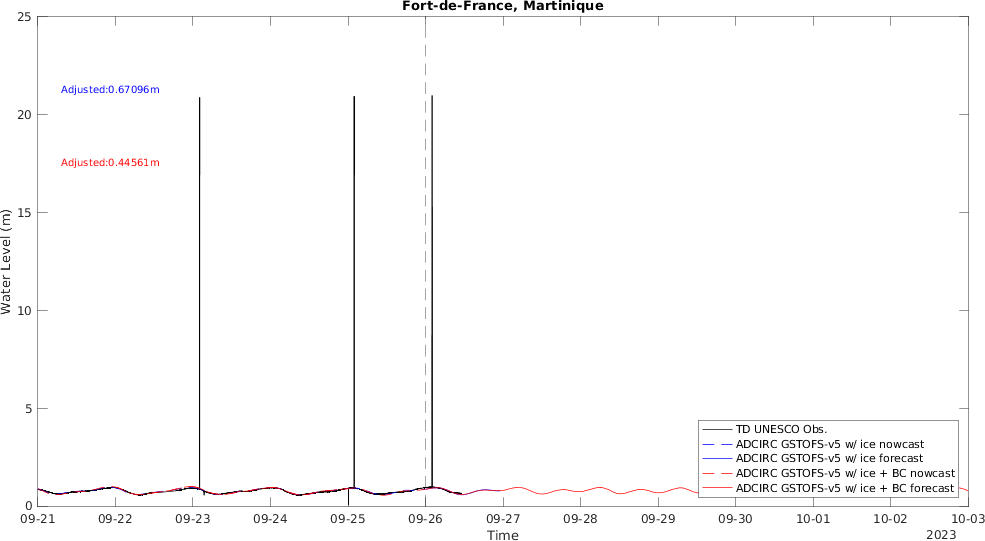 Fort-de-France, Martinique
25
20
15
10
5
0
Water Level (m)
Adjusted:0.67096m
Adjusted:0.44561m
TD UNESCO Obs.
ADCIRC GSTOFS-v5 w/ ice nowcast
ADCIRC GSTOFS-v5 w/ ice forecast
ADCIRC GSTOFS-v5 w/ ice + BC nowcast
ADCIRC GSTOFS-v5 w/ ice + BC forecast
09-21 09-22 09-23 09-24 09-25 09-26 09-27 09-28 09-29 09-30 10-01 10-02 10-03
Time
2023